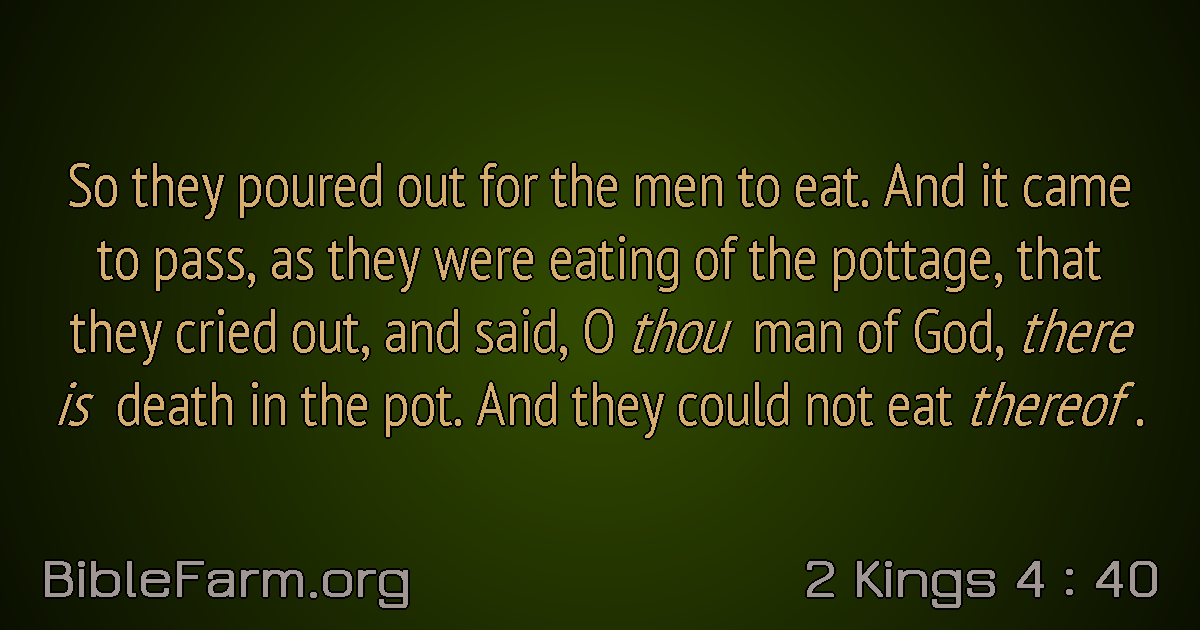 So they poured out for the men to eat. And it came
to pass, as they were eating of the pottage, that
they cried out, and said, O thou man of God, there
is death in the pot. And they could not eat thereof .
BibleFarm.org
2 Kings 4 : 40